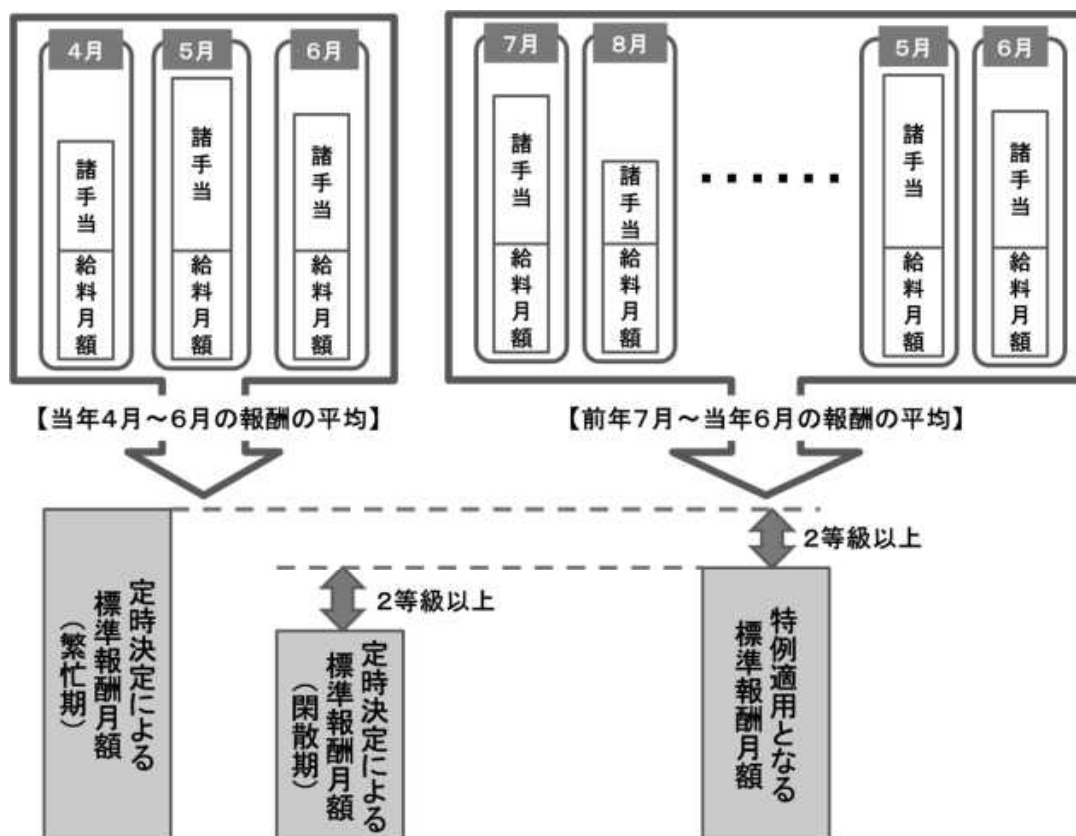 4月
諸手当
給料月額
5月
諸手当
給料月額
6月
諸手当
給料月額
7月
諸手当
給料月額
8月
諸手当
給料月額
・・・・・・
5月
諸手当
給料月額
6月
諸手当
給料月額
【当年4月～6月の報酬の平均】
【前年7月～当年6月の報酬の平均】
2等級以上
2等級以上
定時決定による
標準報酬月額
（繁忙期）
定時決定による
標準報酬月額
（閑散期）
特例適用となる
標準報酬月額